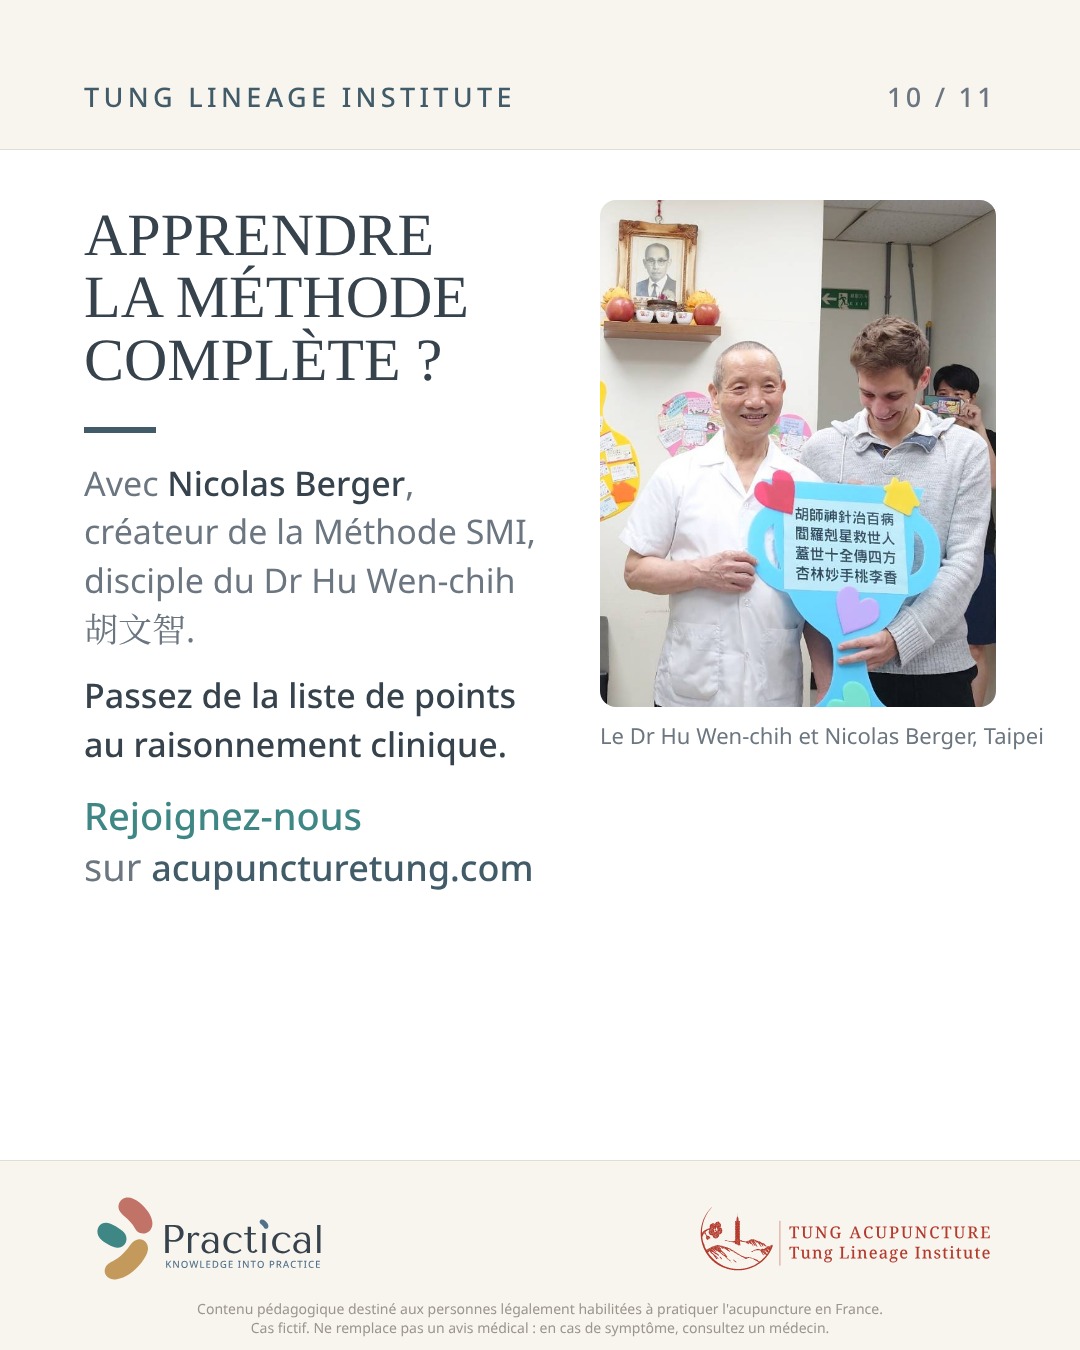 TUNG LINEAGE INSTITUTE
10 / 11
APPRENDRE
LA MÉTHODE
COMPLÈTE ?
Avec Nicolas Berger,
créateur de la Méthode SMI,
disciple du Dr Hu Wen-chih
胡文智.
Passez de la liste de points
au raisonnement clinique.
Rejoignez-nous
sur acupuncturetung.com
胡師神針治百病
閻羅剋星救世人
蓋世十全傳四方
杏林妙手桃李香
Le Dr Hu Wen-chih et Nicolas Berger, Taipei
Practical
KNOWLEDGE INTO PRACTICE
TUNG ACUPUNCTURE
Tung Lineage Institute
Contenu pédagogique destiné aux personnes légalement habilitées à pratiquer l'acupuncture en France.
Cas fictif. Ne remplace pas un avis médical : en cas de symptôme, consultez un médecin.